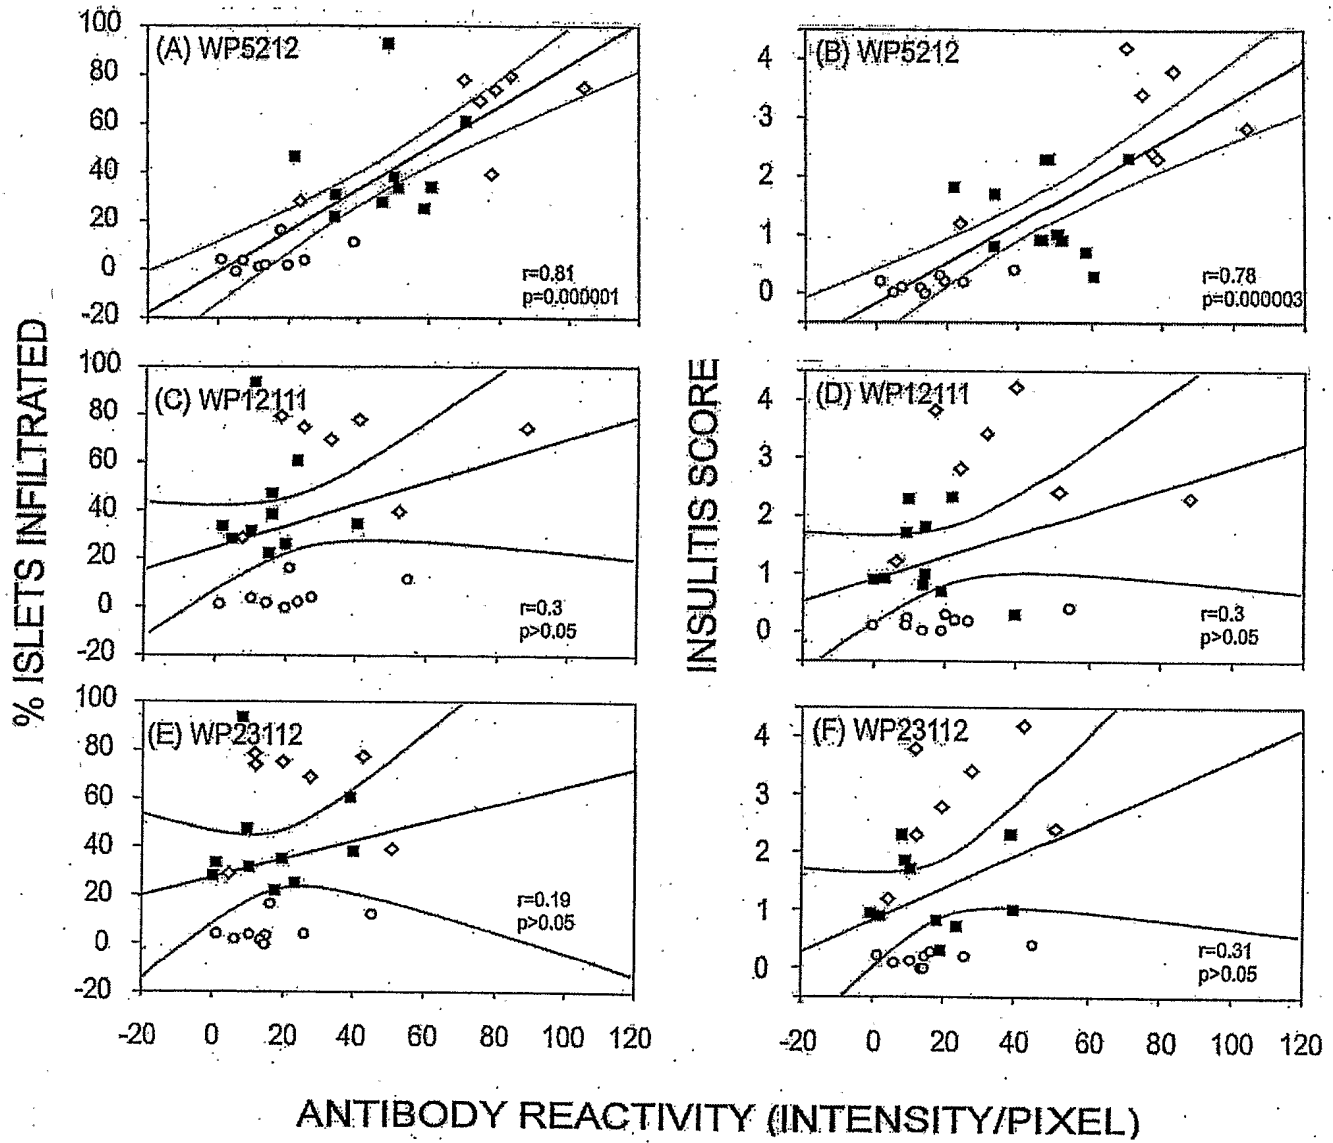 100
80
60
40
20
0
-20
(A) WP5212
r=0.81
p=0.000001
4
3
2
1
0
(B) WP5212
r=0.78
p=0.000003
% ISLETS INFILTRATED
100
80
60
40
20
0
-20
(C) WP12111
r=0.3
p>0.05
INSULITIS SCORE
4
3
2
1
0
(D) WP12111
r=0.3
p>0.05
100
80
60
40
20
0
-20
(E) WP23112
r=0.19
p>0.05
-20 0 20 40 60 80 100 120
4
3
2
1
0
(F) WP23112
r=0.31
p>0.05
-20 0 20 40 60 80 100 120
ANTIBODY REACTIVITY (INTENSITY/PIXEL)